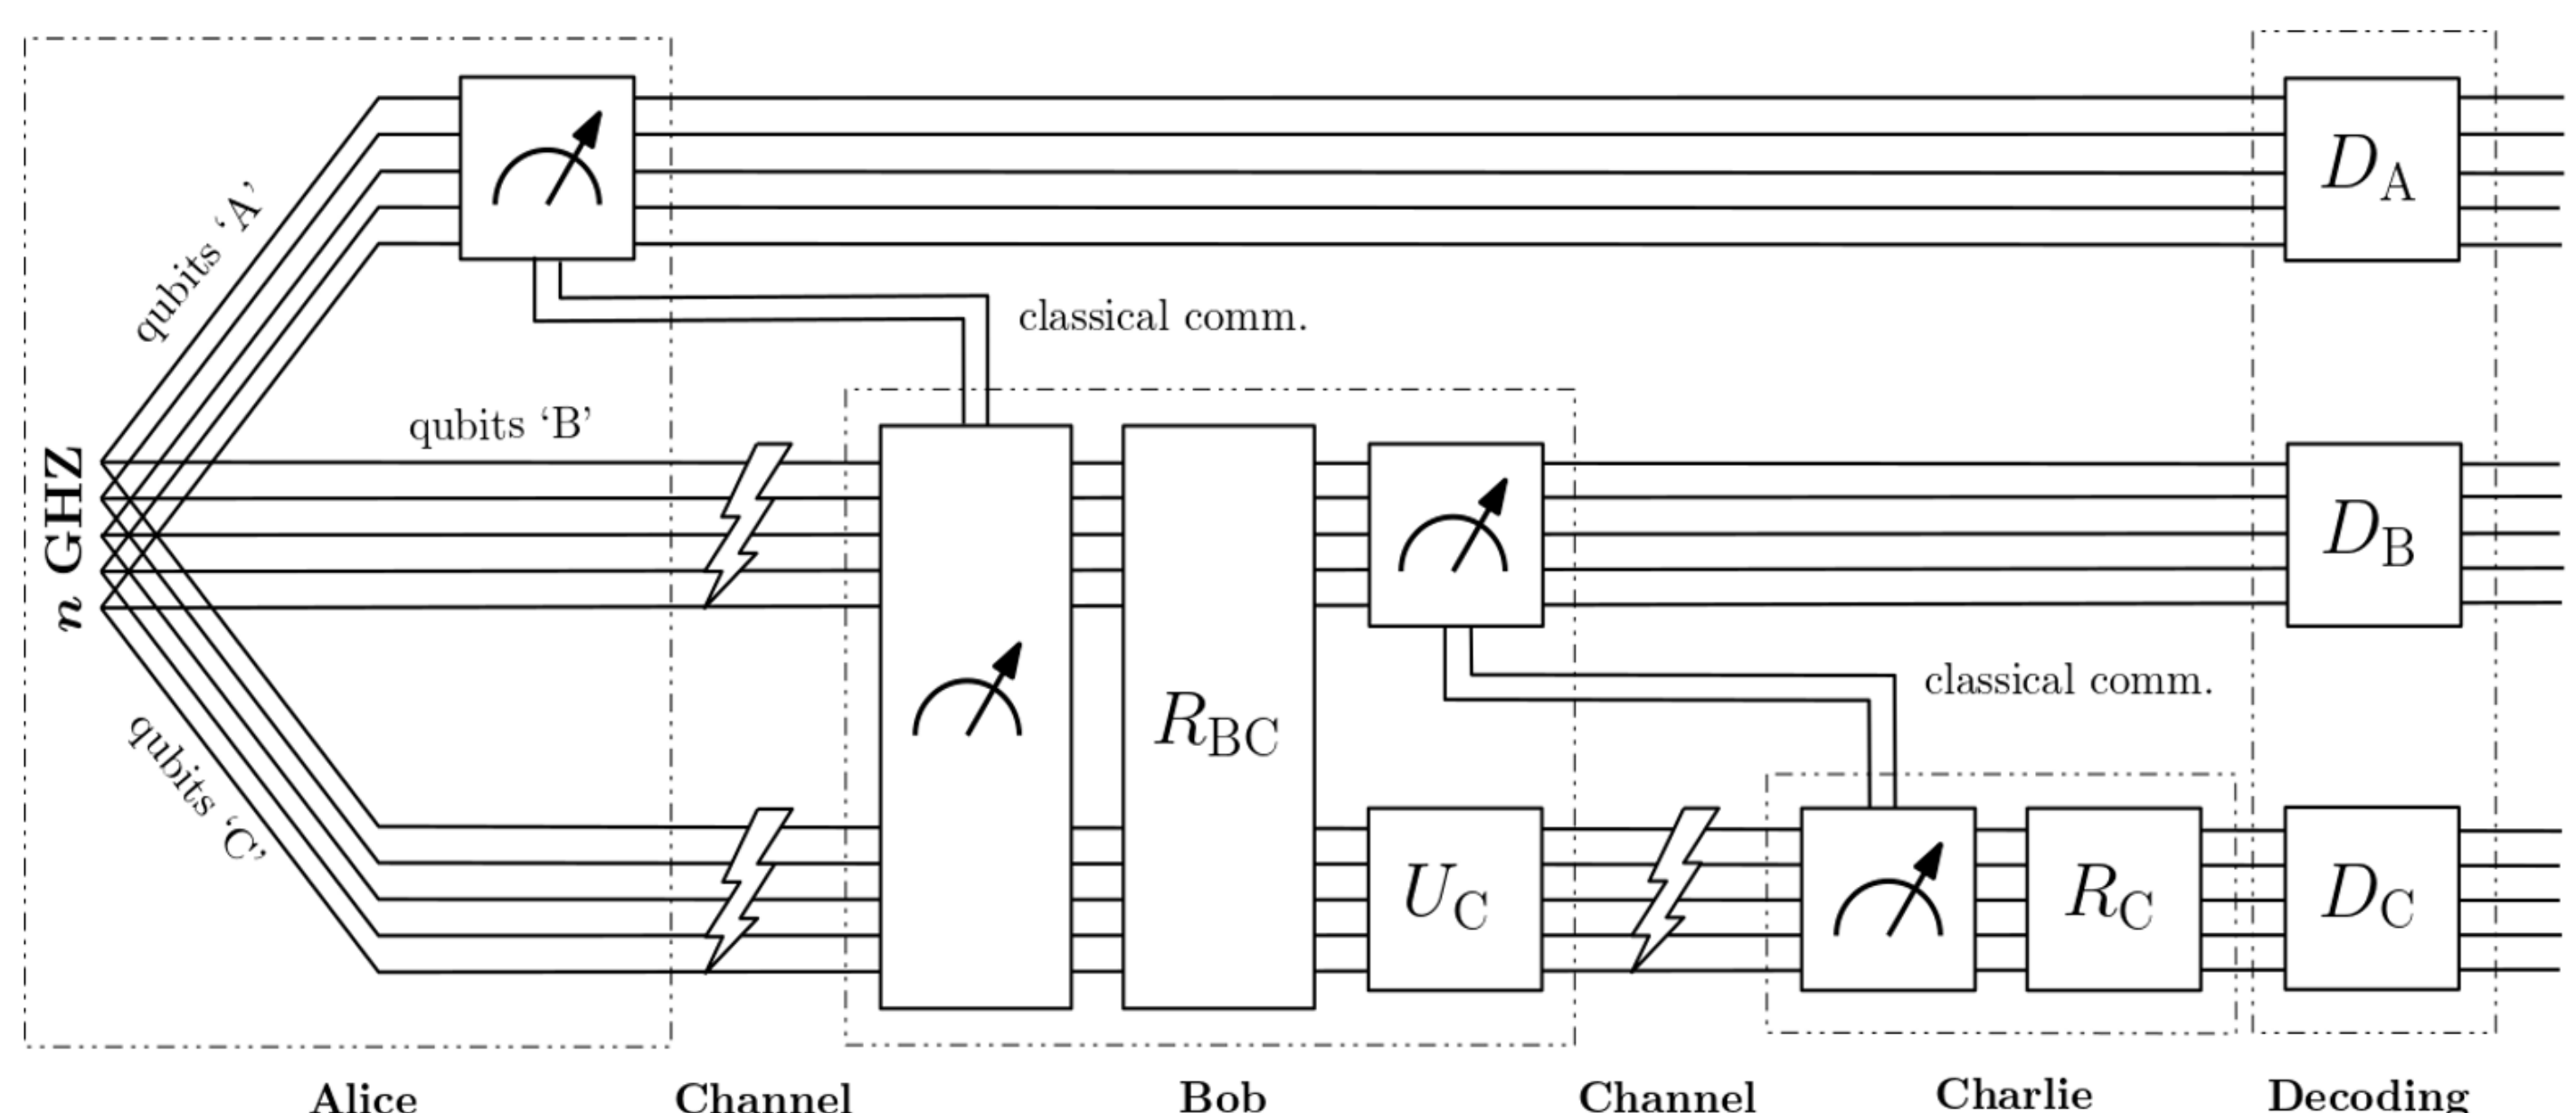 qubits ‘A’
D_A
classical comm.
qubits ‘B’
n GHZ
D_B
R_BC
classical comm.
qubits ‘C’
U_C
R_C
D_C
Alice
Channel
Bob
Channel
Charlie
Decoding